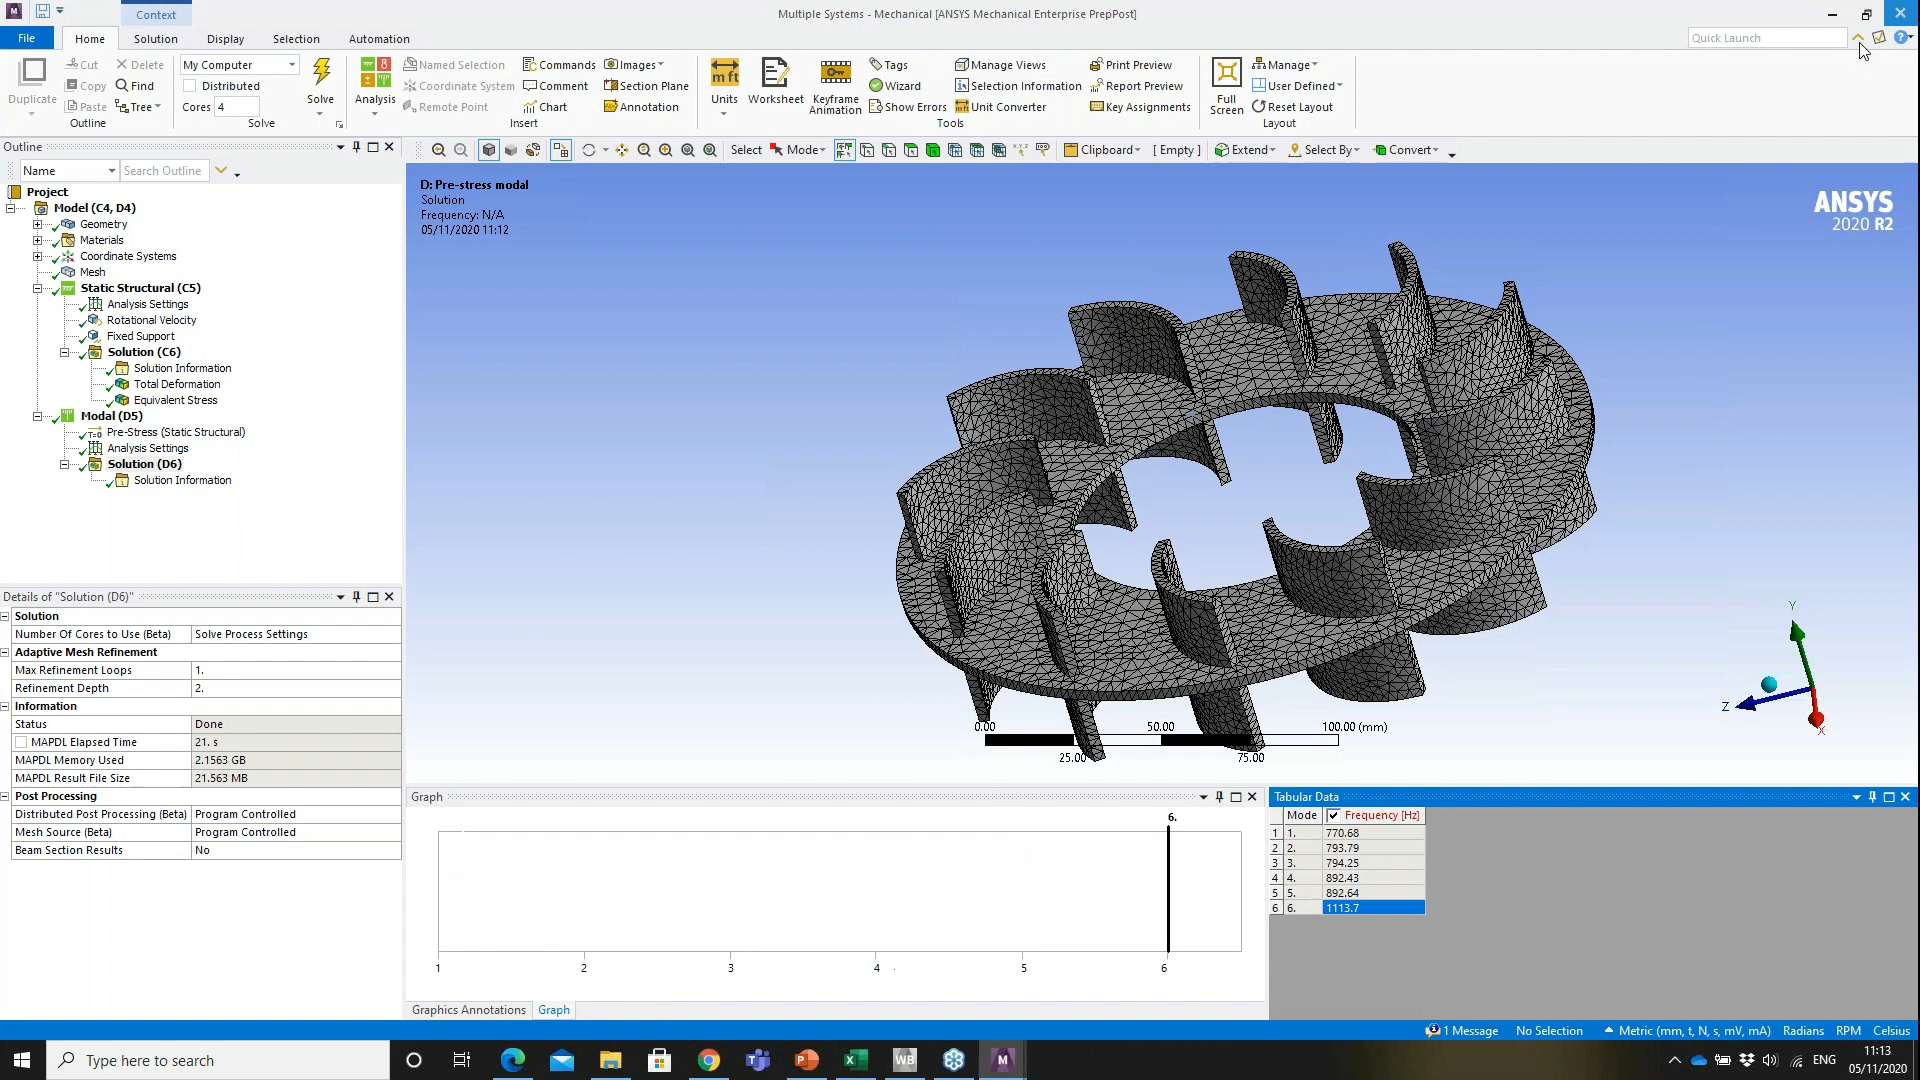 Context
Multiple Systems - Mechanical [ANSYS Mechanical Enterprise PrepPost]
File Home Solution Display Selection Automation
Quick Launch
Duplicate Cut Delete Copy Find Paste Tree
Outline
My Computer
Distributed
Cores 4
Solve
Solve
Analysis
Named Selection Commands Images
Coordinate System Comment Section Plane
Remote Point Chart Annotation
Insert
Units Worksheet Keyframe Animation
Tags Manage Views Print Preview
Wizard Selection Information Report Preview
Show Errors Unit Converter Key Assignments
Tools
Full Screen
Manage
User Defined
Reset Layout
Layout
Outline
Name Search Outline
Select Mode Clipboard [ Empty ] Extend Select By Convert
Project
Model (C4, D4)
Geometry
Materials
Coordinate Systems
Mesh
Static Structural (C5)
Analysis Settings
Rotational Velocity
Fixed Support
Solution (C6)
Solution Information
Total Deformation
Equivalent Stress
Modal (D5)
Pre-Stress (Static Structural)
Analysis Settings
Solution (D6)
Solution Information
D: Pre-stress modal
Solution
Frequency: N/A
05/11/2020 11:12
ANSYS
2020 R2
Y
Z
X
0.00 50.00 100.00 (mm)
25.00 75.00
Details of "Solution (D6)"
Solution
Number Of Cores to Use (Beta) Solve Process Settings
Adaptive Mesh Refinement
Max Refinement Loops 1.
Refinement Depth 2.
Information
Status Done
MAPDL Elapsed Time 21. s
MAPDL Memory Used 2.1563 GB
MAPDL Result File Size 21.563 MB
Post Processing
Distributed Post Processing (Beta) Program Controlled
Mesh Source (Beta) Program Controlled
Beam Section Results No
Graph
6.
1 2 3 4 5 6
Graphics Annotations Graph
Tabular Data
Mode Frequency [Hz]
1 1. 770.68
2 2. 793.79
3 3. 794.25
4 4. 892.43
5 5. 892.64
6 6. 1113.7
1 Message No Selection Metric (mm, t, N, s, mV, mA) Radians RPM Celsius
Type here to search
ENG
11:13
05/11/2020